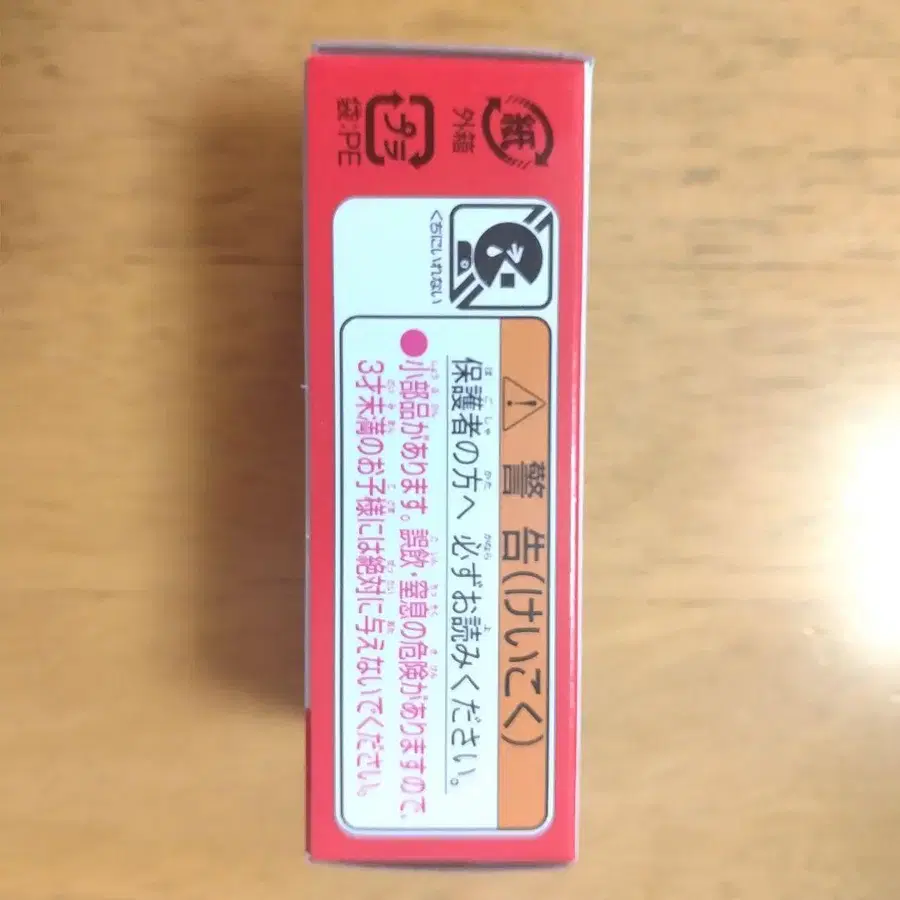 紙
外箱
プラ
袋:PE
くちにいれない
警告(けいこく)
保護者の方へ 必ずお読みください。
●小部品があります。誤飲・窒息の危険がありますので、
3才未満のお子様には絶対に与えないでください。